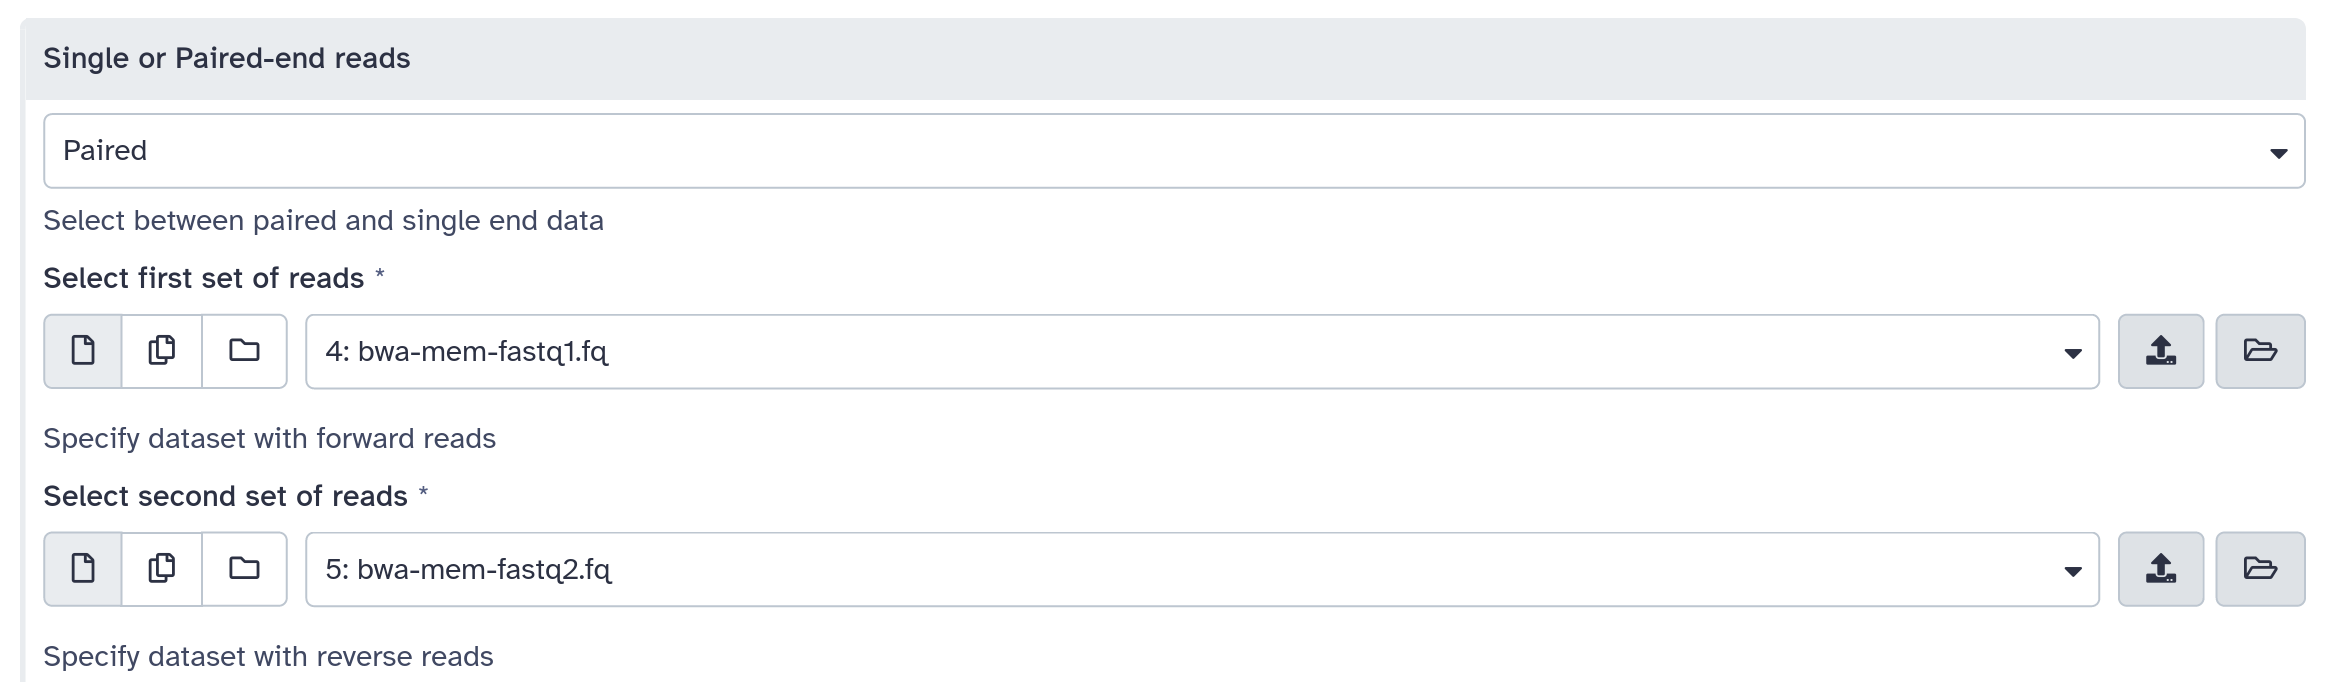 Single or Paired-end reads
Paired
Select between paired and single end data
Select first set of reads *
4: bwa-mem-fastq1.fq
Specify dataset with forward reads
Select second set of reads *
5: bwa-mem-fastq2.fq
Specify dataset with reverse reads